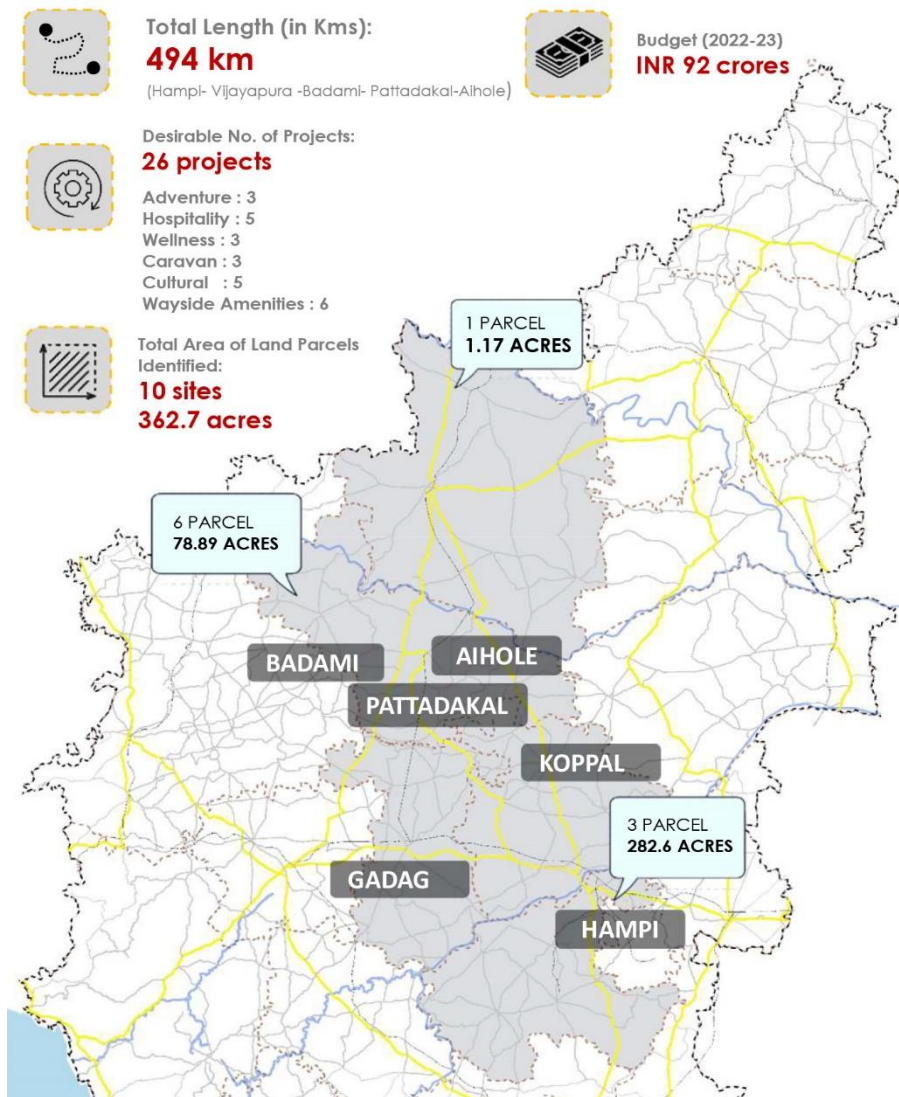 Total Length (in Kms):
494 km
(Hampi- Vijayapura -Badami- Pattadakal-Aihole)
Budget (2022-23)
INR 92 crores
Desirable No. of Projects:
26 projects
Adventure : 3
Hospitality : 5
Wellness : 3
Caravan : 3
Cultural : 5
Wayside Amenities : 6
Total Area of Land Parcels
Identified:
10 sites
362.7 acres
1 PARCEL
1.17 ACRES
6 PARCEL
78.89 ACRES
BADAMI
AIHOLE
PATTADAKAL
KOPPAL
3 PARCEL
282.6 ACRES
GADAG
HAMPI